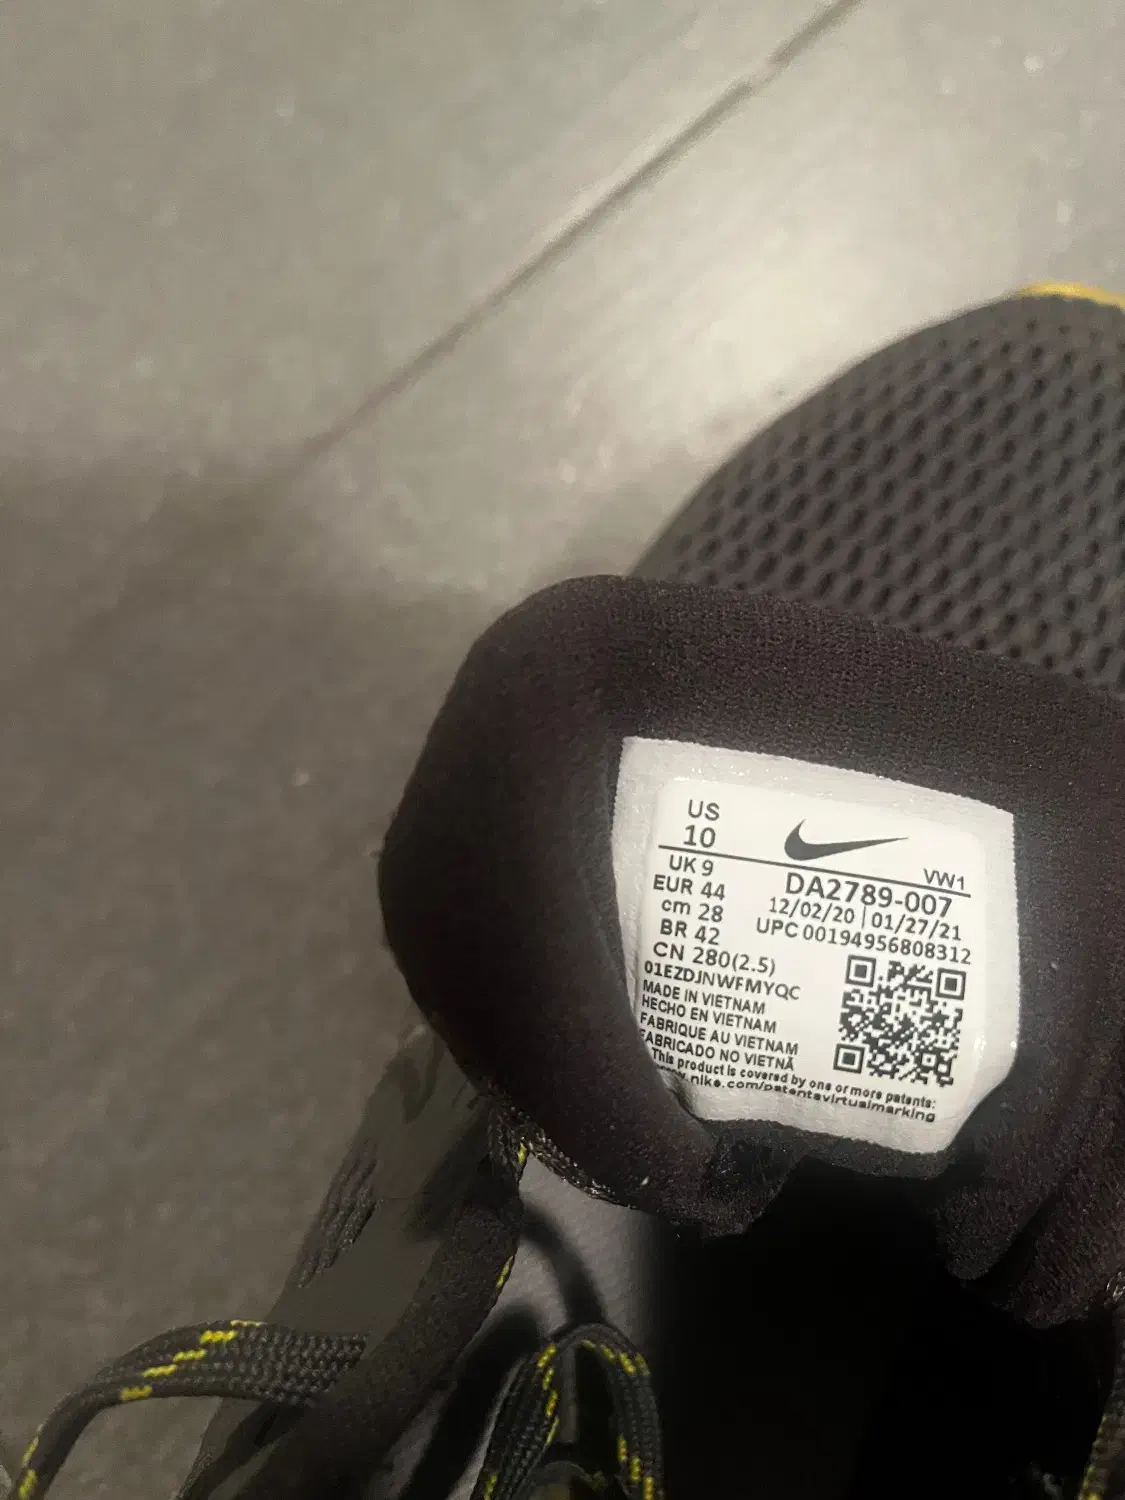 US
10
UK 9
EUR 44
cm 28
BR 42
CN 280(2.5)
VW1
DA2789-007
12/02/20 | 01/27/21
UPC 00194956808312
01EZDJNWFMYQC
MADE IN VIETNAM
HECHO EN VIETNAM
FABRIQUE AU VIETNAM
FABRICADO NO VIETNÃ
This product is covered by one or more patents:
www.nike.com/patentsvirtualmarking